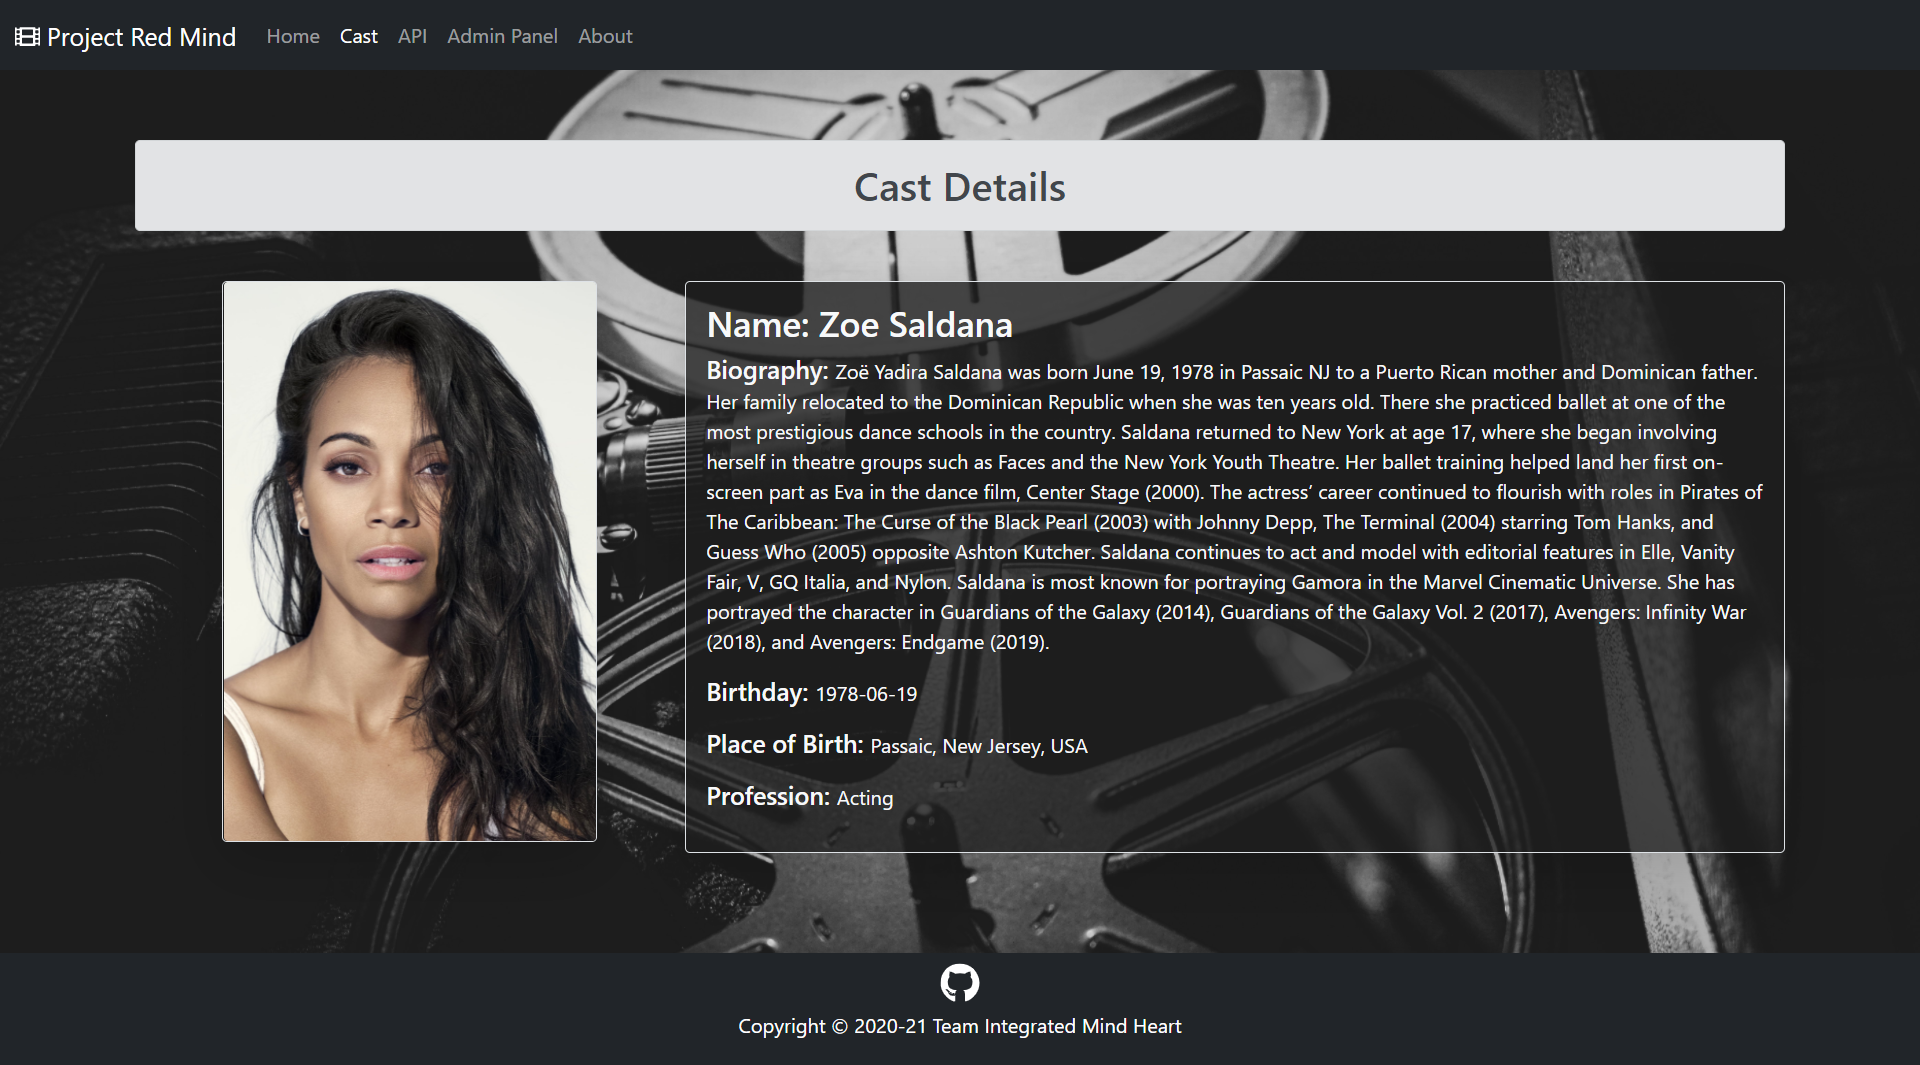 Project Red Mind
Home Cast API Admin Panel About
Cast Details
Name: Zoe Saldana
Biography: Zoë Yadira Saldana was born June 19, 1978 in Passaic NJ to a Puerto Rican mother and Dominican father.
Her family relocated to the Dominican Republic when she was ten years old. There she practiced ballet at one of the
most prestigious dance schools in the country. Saldana returned to New York at age 17, where she began involving
herself in theatre groups such as Faces and the New York Youth Theatre. Her ballet training helped land her first on-
screen part as Eva in the dance film, Center Stage (2000). The actress’ career continued to flourish with roles in Pirates of
The Caribbean: The Curse of the Black Pearl (2003) with Johnny Depp, The Terminal (2004) starring Tom Hanks, and
Guess Who (2005) opposite Ashton Kutcher. Saldana continues to act and model with editorial features in Elle, Vanity
Fair, V, GQ Italia, and Nylon. Saldana is most known for portraying Gamora in the Marvel Cinematic Universe. She has
portrayed the character in Guardians of the Galaxy (2014), Guardians of the Galaxy Vol. 2 (2017), Avengers: Infinity War
(2018), and Avengers: Endgame (2019).
Birthday: 1978-06-19
Place of Birth: Passaic, New Jersey, USA
Profession: Acting
Copyright © 2020-21 Team Integrated Mind Heart